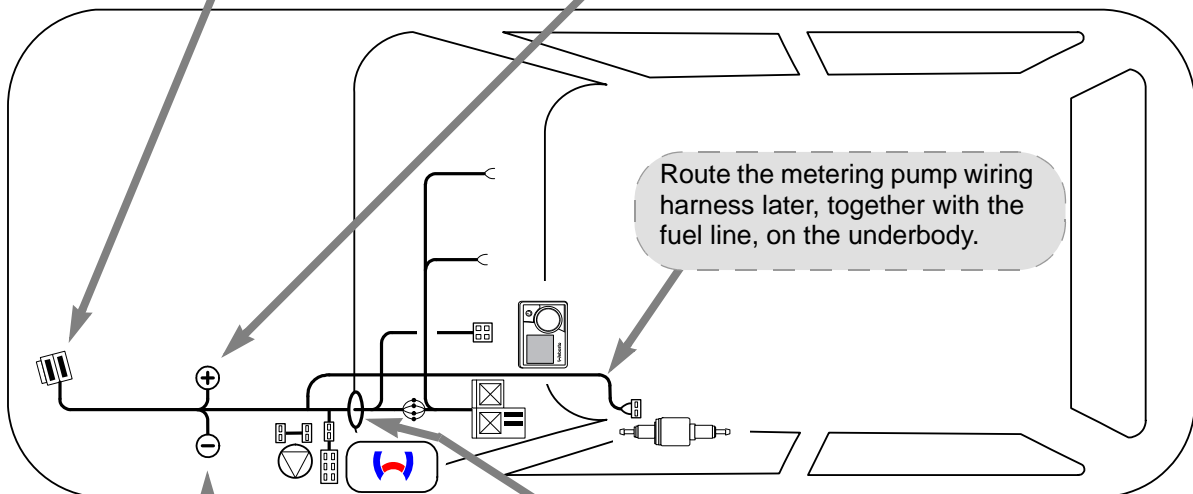 Route the metering pump wiring
harness later, together with the
fuel line, on the underbody.
+
−